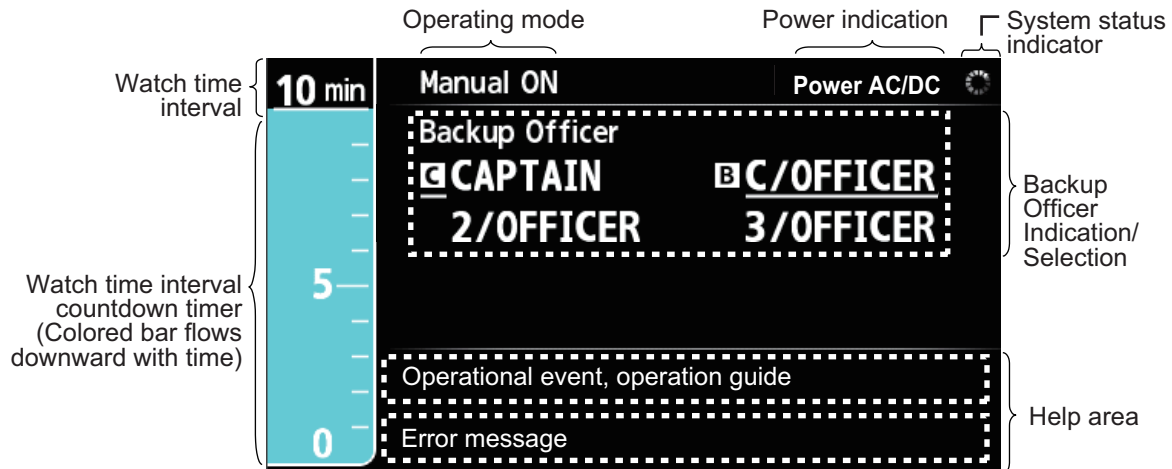 Operating mode
Power indication
System status
indicator
Watch time
interval
10 min
Manual ON
Power AC/DC
Backup Officer
C CAPTAIN
B C/OFFICER
2/OFFICER
3/OFFICER
Backup
Officer
Indication/
Selection
5
Watch time interval
countdown timer
(Colored bar flows
downward with time)
Operational event, operation guide
Error message
0
Help area